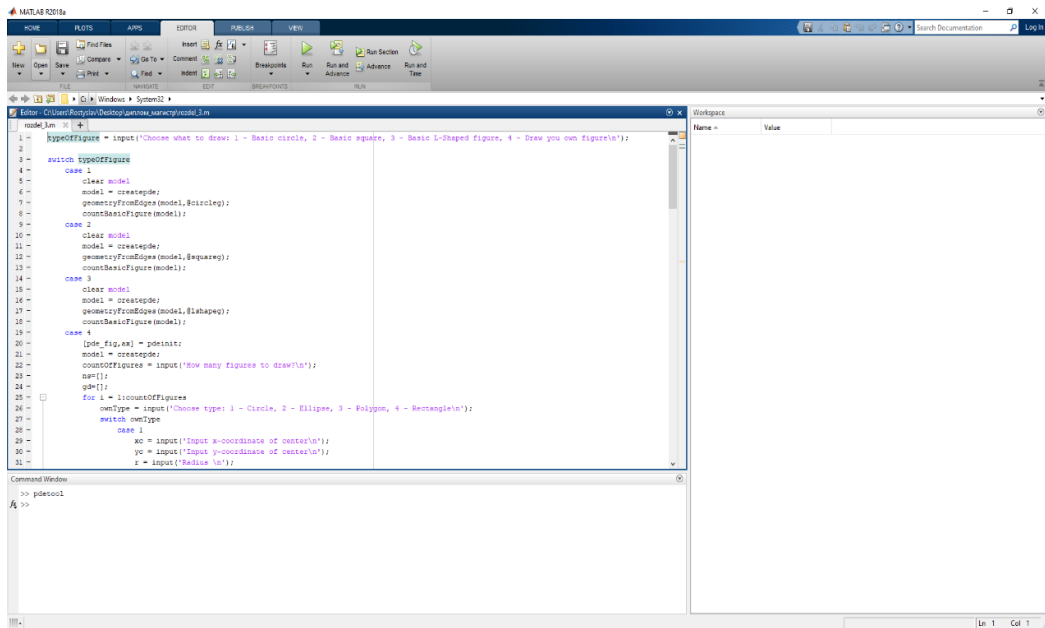 MATLAB R2018a
HOME PLOTS APPS EDITOR PUBLISH VIEW Search Documentation Log In
New Open Save Find Files Compare Print Go To Find Insert Comment Indent Breakpoints Run Run and Advance Run Section Advance Run and Time
FILE NAVIGATE EDIT BREAKPOINTS RUN
C: Windows System32
Editor - C:\Users\Rostyslav\Desktop\диплом_магистр\rozdel_3.m
rozdel_3.m
1 typeOfFigure = input('Choose what to draw: 1 - Basic circle, 2 - Basic square, 3 - Basic L-Shaped figure, 4 - Draw you own figure\n');
2
3 switch typeOfFigure
4 case 1
5 clear model
6 model = createpde;
7 geometryFromEdges(model,@circleg);
8 countBasicFigure(model);
9 case 2
10 clear model
11 model = createpde;
12 geometryFromEdges(model,@squareg);
13 countBasicFigure(model);
14 case 3
15 clear model
16 model = createpde;
17 geometryFromEdges(model,@lshapeg);
18 countBasicFigure(model);
19 case 4
20 [pde_fig,ax] = pdeinit;
21 model = createpde;
22 countOfFigures = input('How many figures to draw?\n');
23 ns=[];
24 gd=[];
25 for i = 1:countOfFigures
26 ownType = input('Choose type: 1 - Circle, 2 - Ellipse, 3 - Polygon, 4 - Rectangle\n');
27 switch ownType
28 case 1
29 xc = input('Input x-coordinate of center\n');
30 yc = input('Input y-coordinate of center\n');
31 r = input('Radius \n');
Workspace
Name Value
Command Window
>> pdetool
fx >>
Ln 1 Col 1